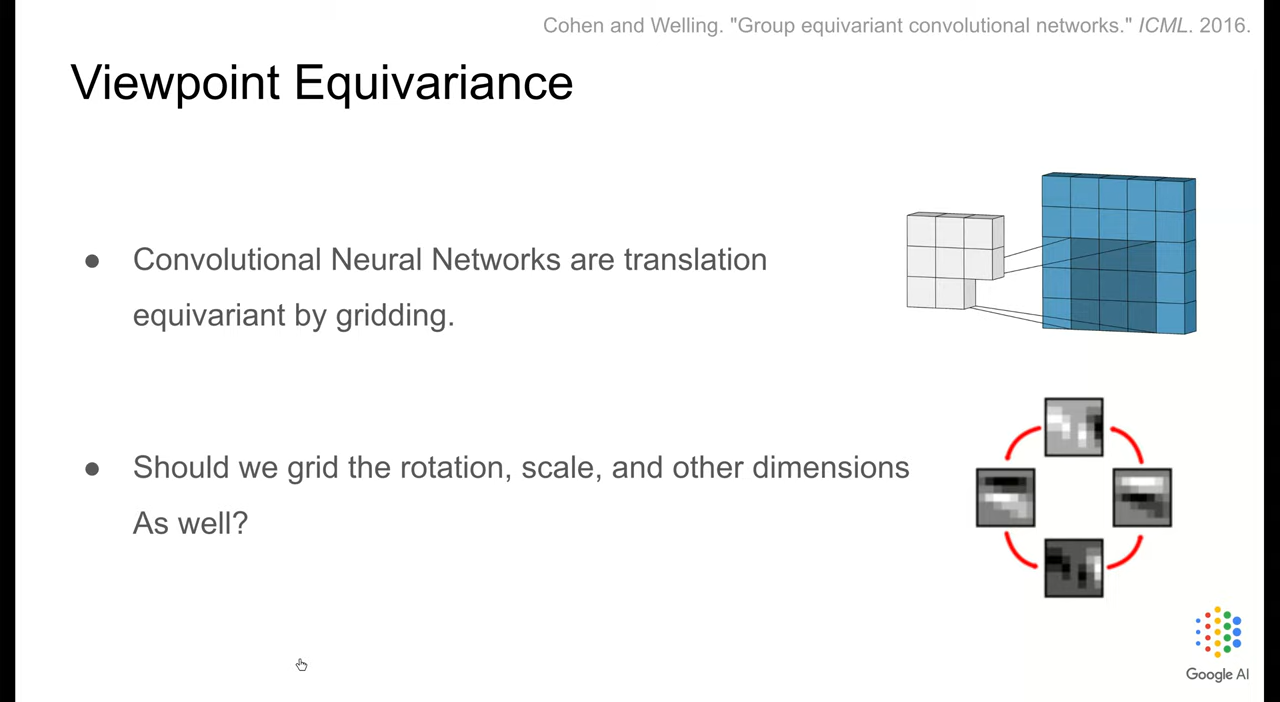 Cohen and Welling. "Group equivariant convolutional networks." ICML. 2016.
Viewpoint Equivariance
● Convolutional Neural Networks are translation
equivariant by gridding.
● Should we grid the rotation, scale, and other dimensions
As well?
Google AI